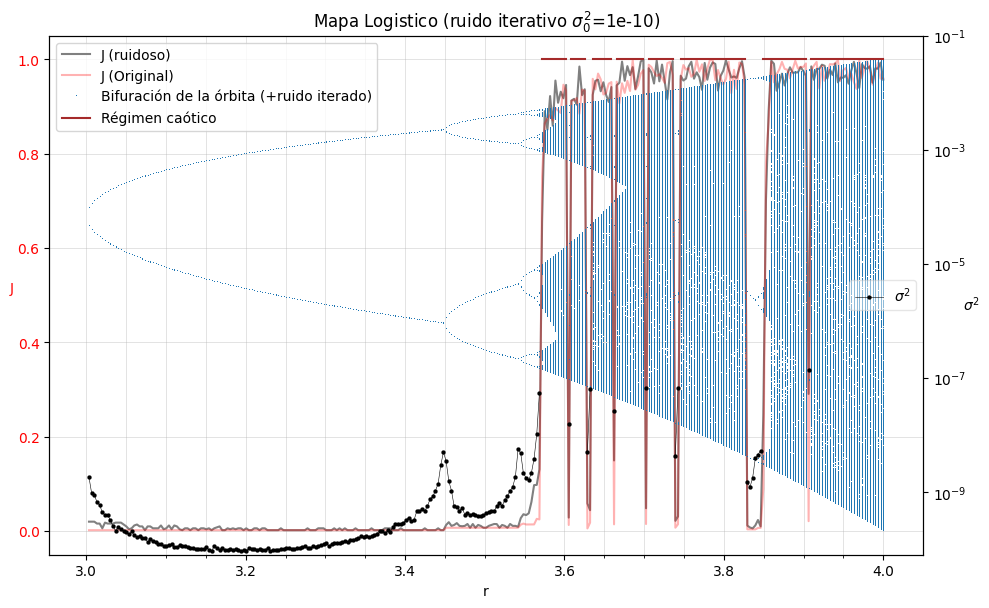 Mapa Logistico (ruido iterativo $\sigma_0^2$=1e-10)
J (ruidoso)
J (Original)
Bifuración de la órbita (+ruido iterado)
Régimen caótico
1.0
0.8
0.6
0.4
0.2
0.0
J
10⁻¹
10⁻³
10⁻⁵
10⁻⁷
10⁻⁹
σ²
σ²
3.0 3.2 3.4 3.6 3.8 4.0
r